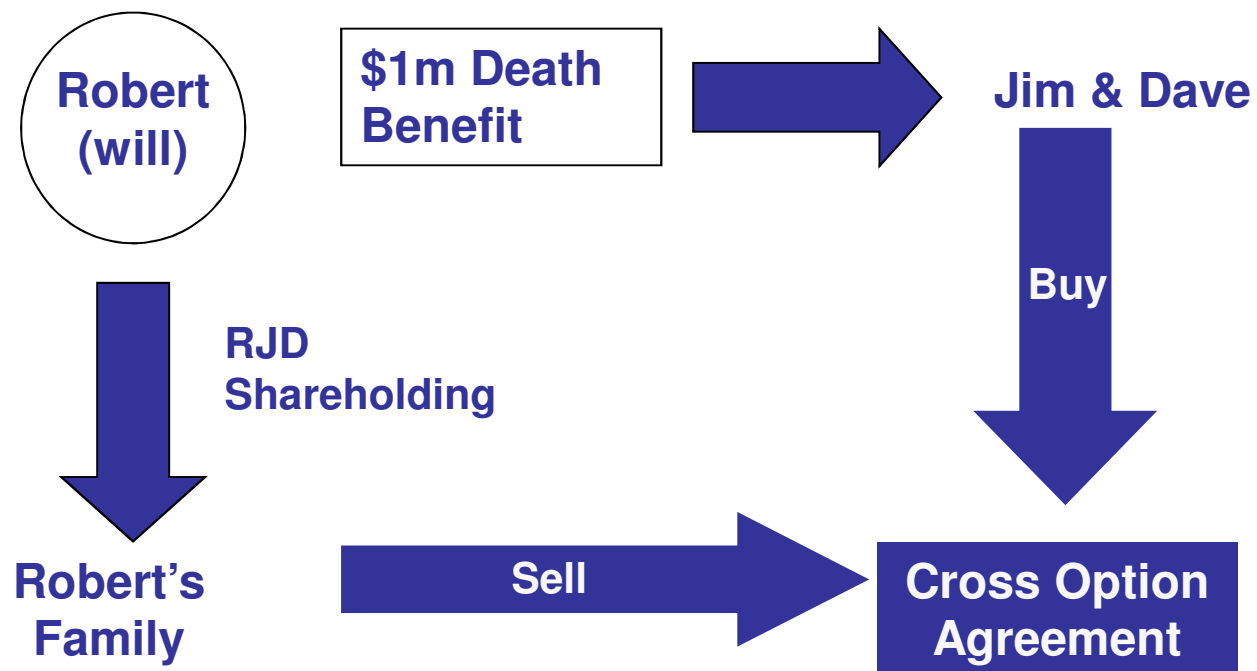 Robert
(will)
$1m Death
Benefit
Jim & Dave
Buy
RJD
Shareholding
Robert's
Family
Sell
Cross Option
Agreement